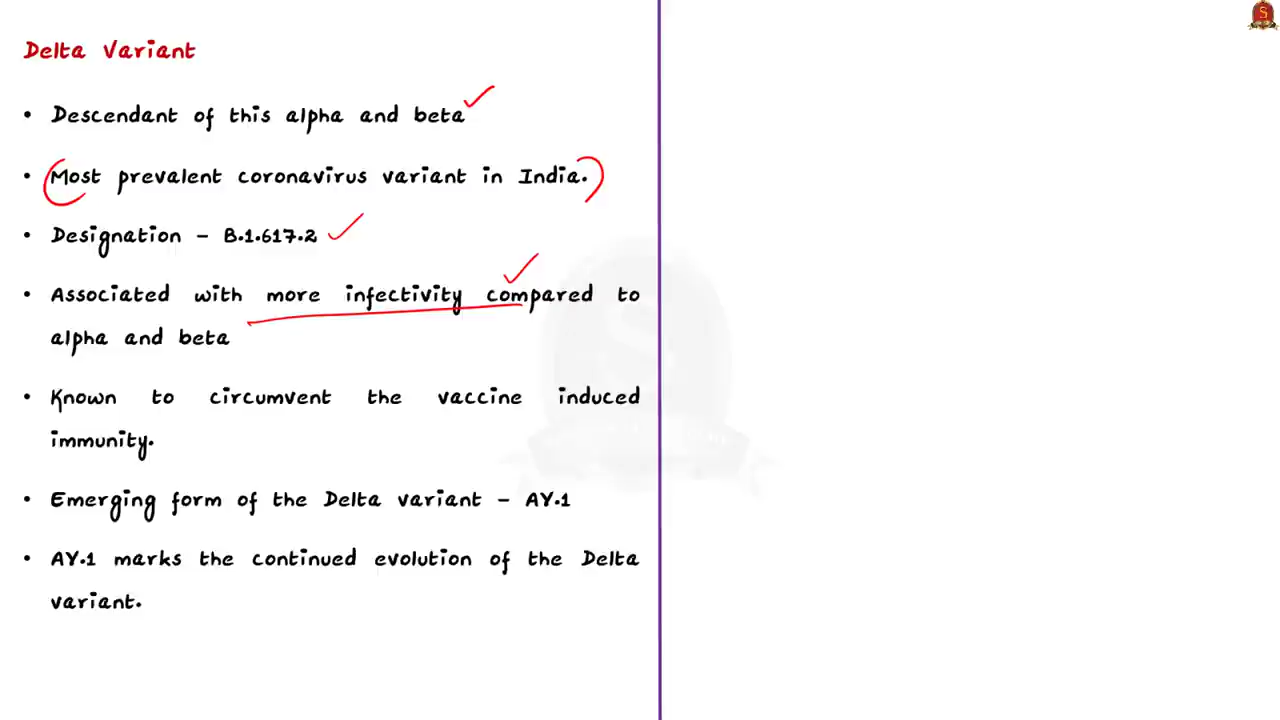 Delta Variant
• Descendant of this alpha and beta
• Most prevalent coronavirus variant in India.
• Designation – B.1.617.2
• Associated with more infectivity compared to
alpha and beta
• Known to circumvent the vaccine induced
immunity.
• Emerging form of the Delta variant – AY.1
• AY.1 marks the continued evolution of the Delta
variant.